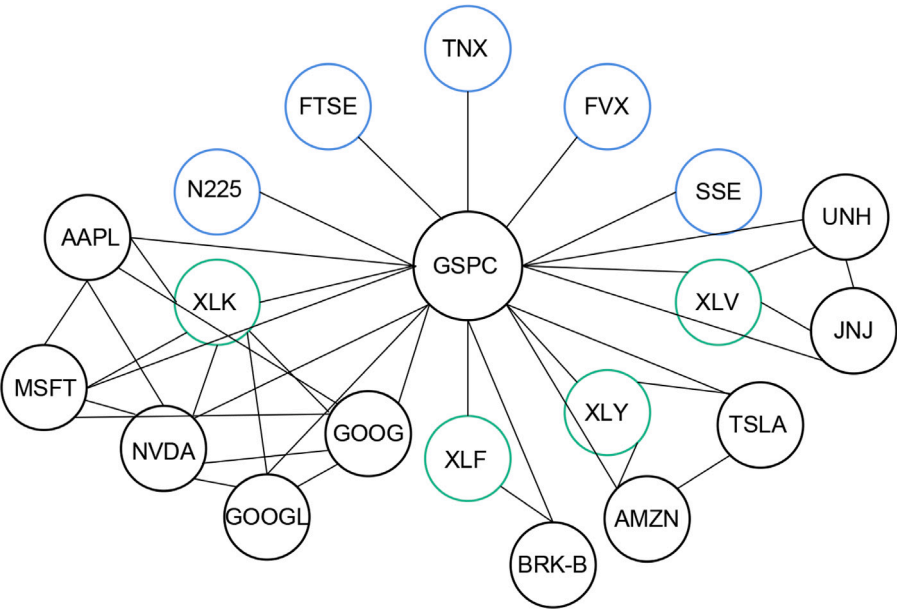 TNX
FTSE
FVX
N225
SSE
AAPL
UNH
GSPC
XLK
XLV
JNJ
MSFT
XLY
TSLA
GOOG
NVDA
XLF
GOOGL
AMZN
BRK-B